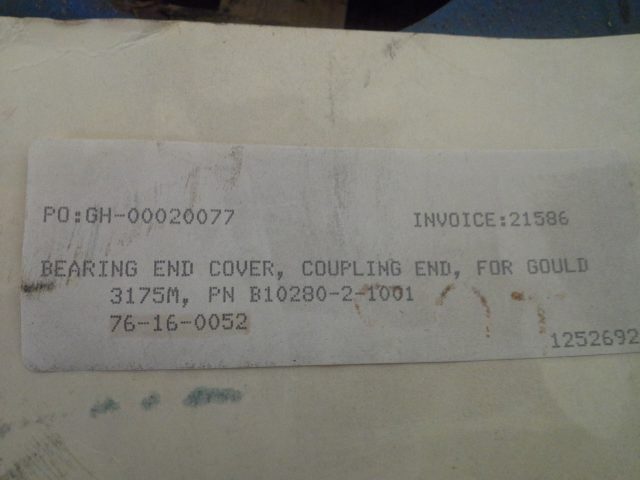 PO:GH-00020077 INVOICE:21586
BEARING END COVER, COUPLING END, FOR GOULD
3175M, PN B10280-2-1001
76-16-0052
1252692